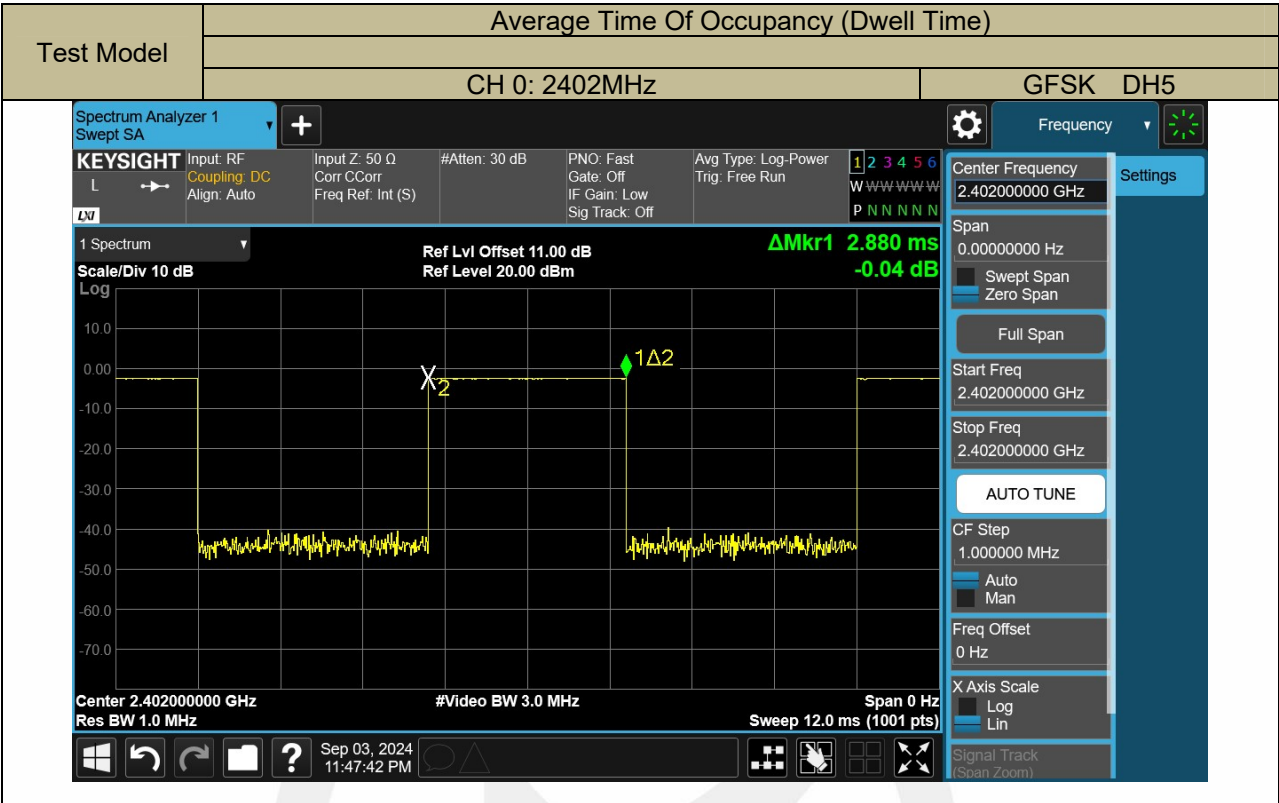 Average Time Of Occupancy (Dwell Time)
Test Model
CH 0: 2402MHz GFSK DH5
Spectrum Analyzer 1
Swept SA
+
Frequency
KEYSIGHT
L
LXI
Input: RF
Coupling: DC
Align: Auto
Input Z: 50 Ω
Corr CCorr
Freq Ref: Int (S)
#Atten: 30 dB
PNO: Fast
Gate: Off
IF Gain: Low
Sig Track: Off
Avg Type: Log-Power
Trig: Free Run
1 2 3 4 5 6
W W W W W W
P N N N N N
1 Spectrum
Scale/Div 10 dB
Ref Lvl Offset 11.00 dB
Ref Level 20.00 dBm
ΔMkr1 2.880 ms
-0.04 dB
Log
10.0
0.00
-10.0
-20.0
-30.0
-40.0
-50.0
-60.0
-70.0
X2
1Δ2
Center 2.402000000 GHz
Res BW 1.0 MHz
#Video BW 3.0 MHz
Span 0 Hz
Sweep 12.0 ms (1001 pts)
?
Sep 03, 2024
11:47:42 PM
Center Frequency
2.402000000 GHz
Settings
Span
0.00000000 Hz
Swept Span
Zero Span
Full Span
Start Freq
2.402000000 GHz
Stop Freq
2.402000000 GHz
AUTO TUNE
CF Step
1.000000 MHz
Auto
Man
Freq Offset
0 Hz
X Axis Scale
Log
Lin
Signal Track
(Span Zoom)